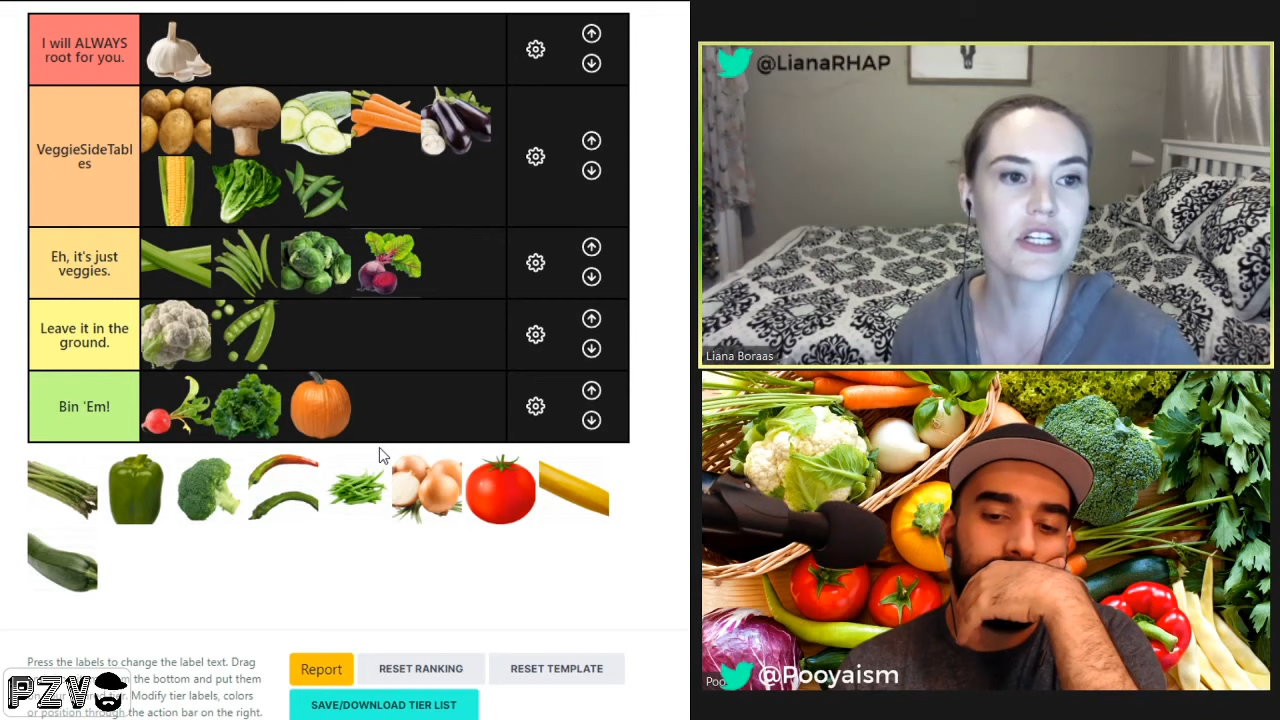 I will ALWAYS
root for you.
VeggieSideTabl
es
Eh, it's just
veggies.
Leave it in the
ground.
Bin 'Em!
Press the labels to change the label text. Drag
the bottom and put them
Modify tier labels, colors
or position through the action bar on the right.
Report
RESET RANKING
RESET TEMPLATE
SAVE/DOWNLOAD TIER LIST
PZV
@LianaRHAP
Liana Boraas
Poo
@Pooyaism